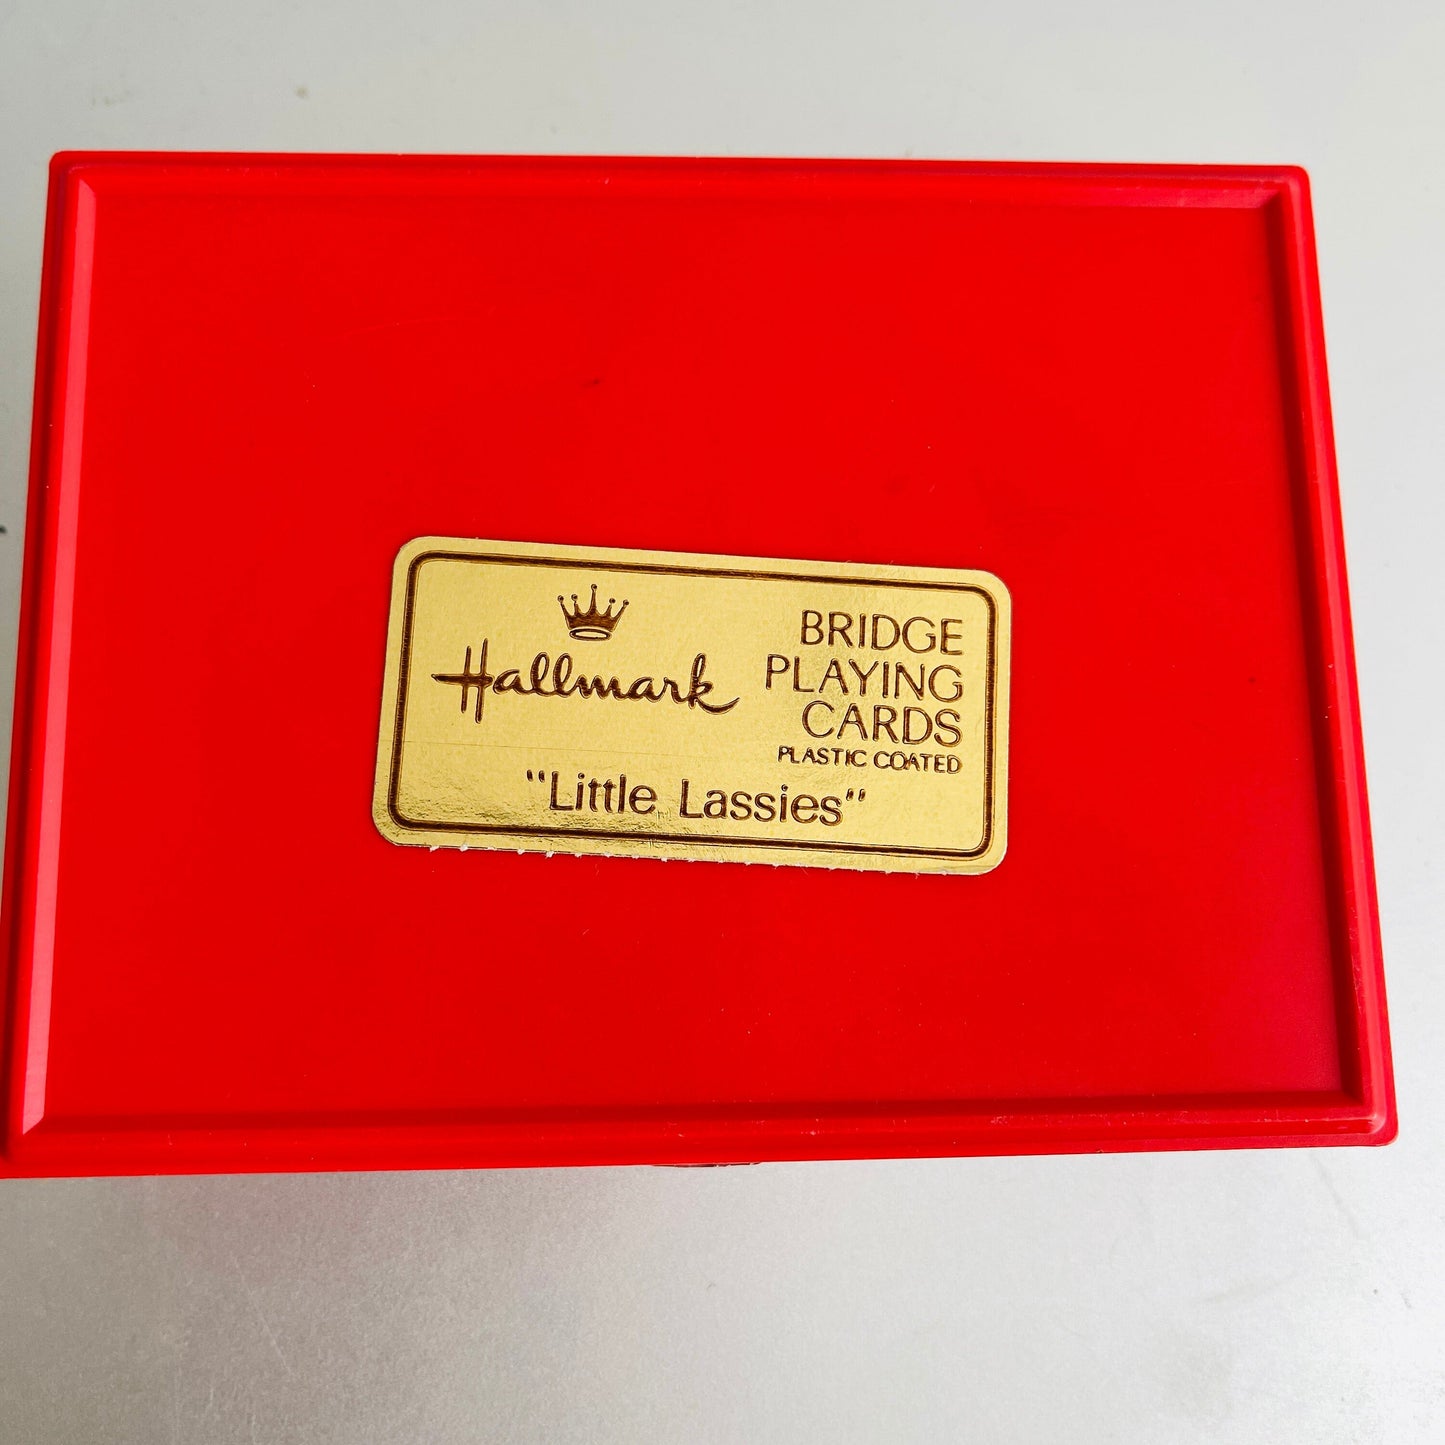 Hallmark
BRIDGE
PLAYING
CARDS
PLASTIC COATED
"Little Lassies"